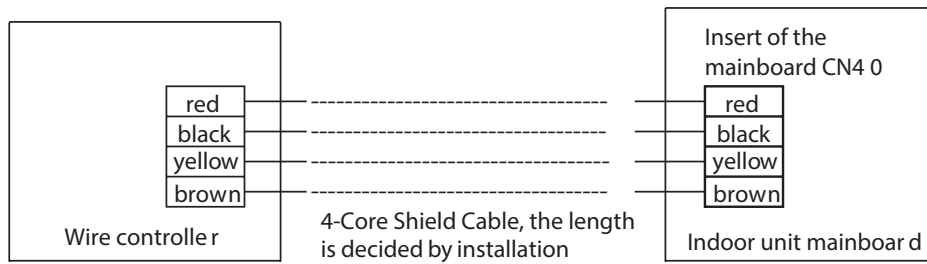 Insert of the
mainboard CN4 0
red
black
yellow
brown
red
black
yellow
brown
4-Core Shield Cable, the length
is decided by installation
Wire controlle r
Indoor unit mainboar d